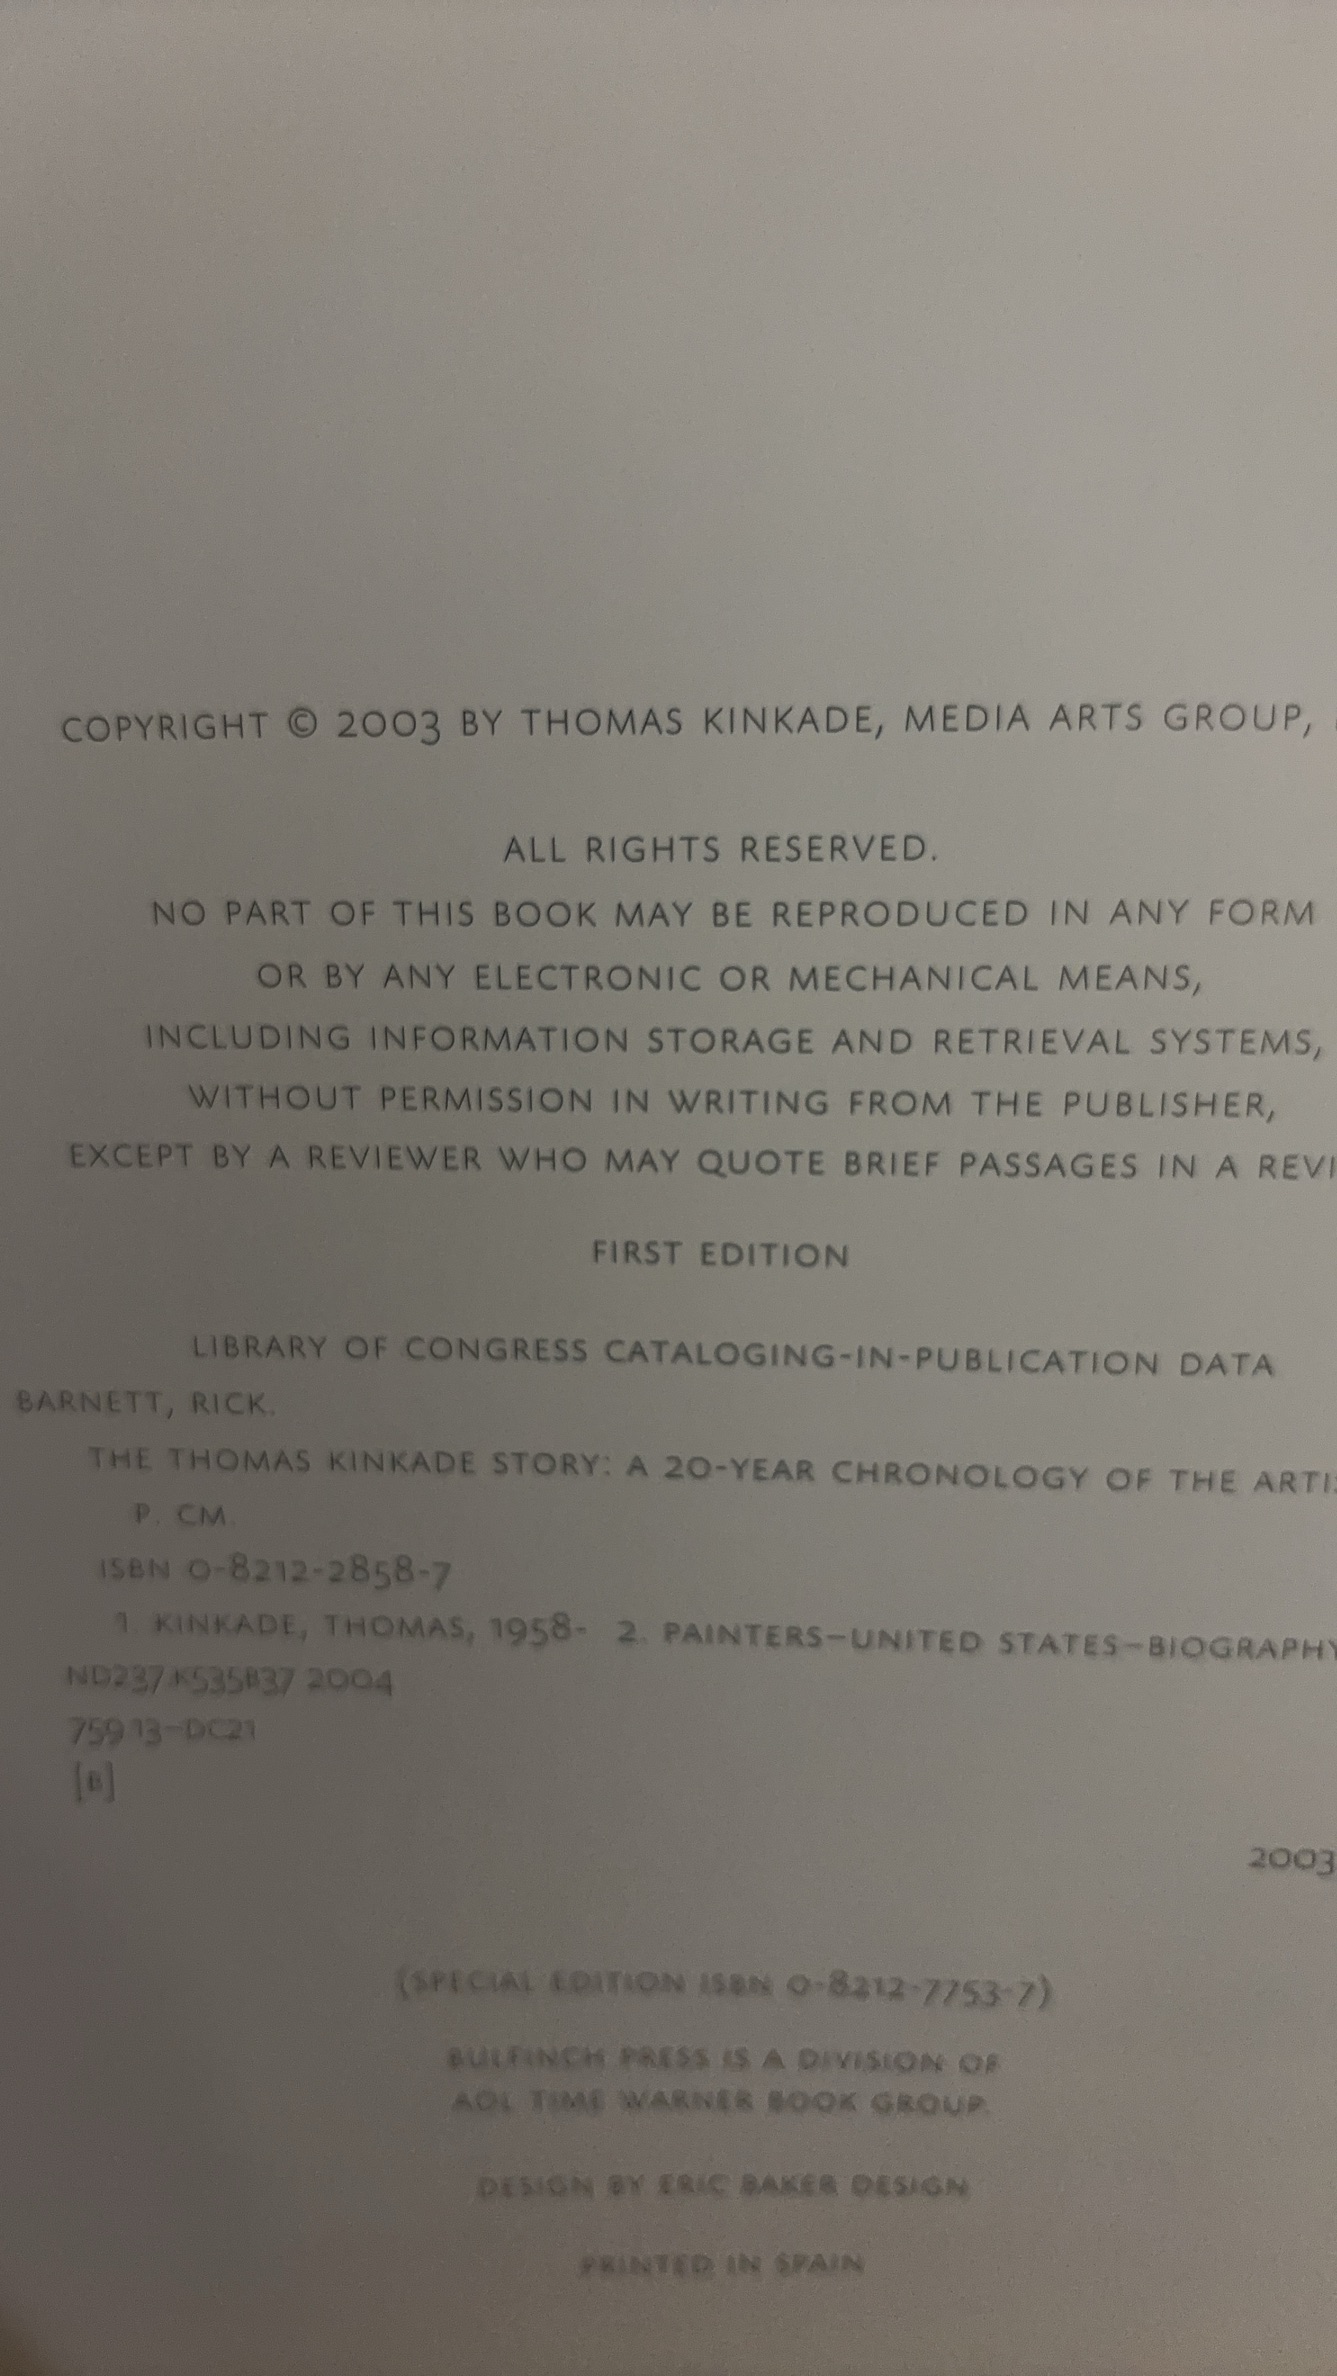 COPYRIGHT © 2003 BY THOMAS KINKADE, MEDIA ARTS GROUP,
ALL RIGHTS RESERVED.
NO PART OF THIS BOOK MAY BE REPRODUCED IN ANY FORM
OR BY ANY ELECTRONIC OR MECHANICAL MEANS,
INCLUDING INFORMATION STORAGE AND RETRIEVAL SYSTEMS,
WITHOUT PERMISSION IN WRITING FROM THE PUBLISHER,
EXCEPT BY A REVIEWER WHO MAY QUOTE BRIEF PASSAGES IN A REVI
FIRST EDITION
LIBRARY OF CONGRESS CATALOGING-IN-PUBLICATION DATA
BARNETT, RICK.
THE THOMAS KINKADE STORY: A 20-YEAR CHRONOLOGY OF THE ARTI
P. CM.
ISBN 0-8212-2858-7
1. KINKADE, THOMAS, 1958- 2. PAINTERS—UNITED STATES—BIOGRAPHY
ND237.K535B37 2004
759.13—DC21
[B]
2003
(SPECIAL EDITION ISBN 0-8212-7753-7)
BULFINCH PRESS IS A DIVISION OF
AOL TIME WARNER BOOK GROUP.
DESIGN BY ERIC BAKER DESIGN
PRINTED IN SPAIN